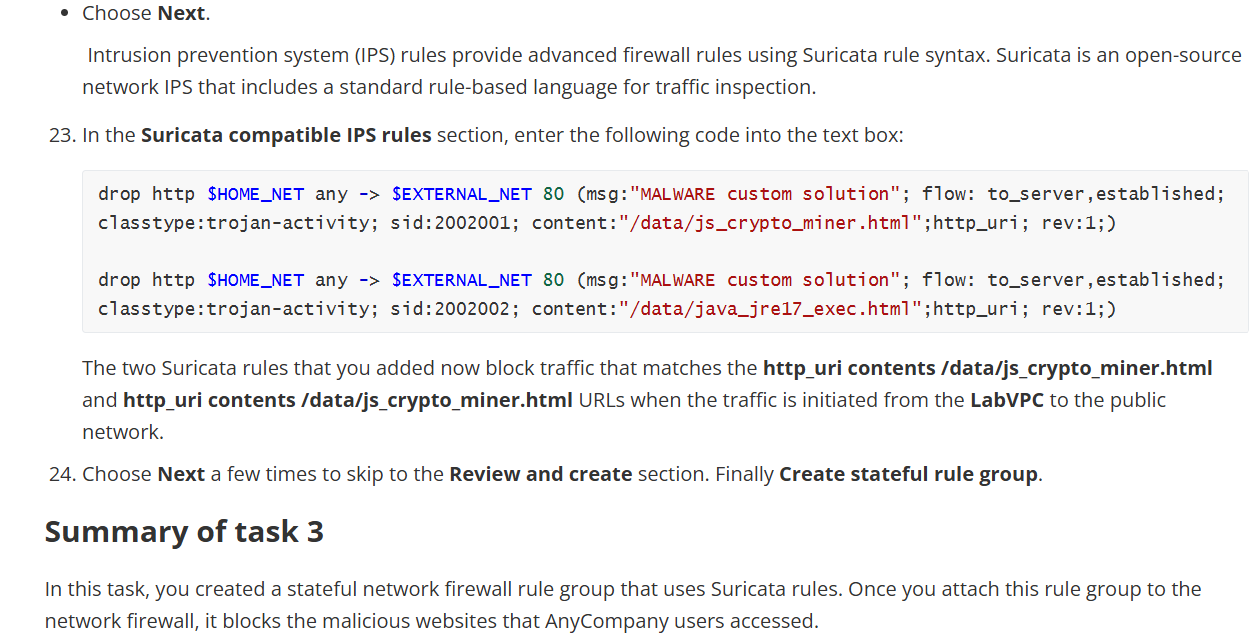 • Choose Next.
Intrusion prevention system (IPS) rules provide advanced firewall rules using Suricata rule syntax. Suricata is an open-source
network IPS that includes a standard rule-based language for traffic inspection.
23. In the Suricata compatible IPS rules section, enter the following code into the text box:
drop http $HOME_NET any -> $EXTERNAL_NET 80 (msg:"MALWARE custom solution"; flow: to_server,established;
classtype:trojan-activity; sid:2002001; content:"/data/js_crypto_miner.html";http_uri; rev:1;)
drop http $HOME_NET any -> $EXTERNAL_NET 80 (msg:"MALWARE custom solution"; flow: to_server,established;
classtype:trojan-activity; sid:2002002; content:"/data/java_jre17_exec.html";http_uri; rev:1;)
The two Suricata rules that you added now block traffic that matches the http_uri contents /data/js_crypto_miner.html
and http_uri contents /data/js_crypto_miner.html URLs when the traffic is initiated from the LabVPC to the public
network.
24. Choose Next a few times to skip to the Review and create section. Finally Create stateful rule group.
Summary of task 3
In this task, you created a stateful network firewall rule group that uses Suricata rules. Once you attach this rule group to the
network firewall, it blocks the malicious websites that AnyCompany users accessed.